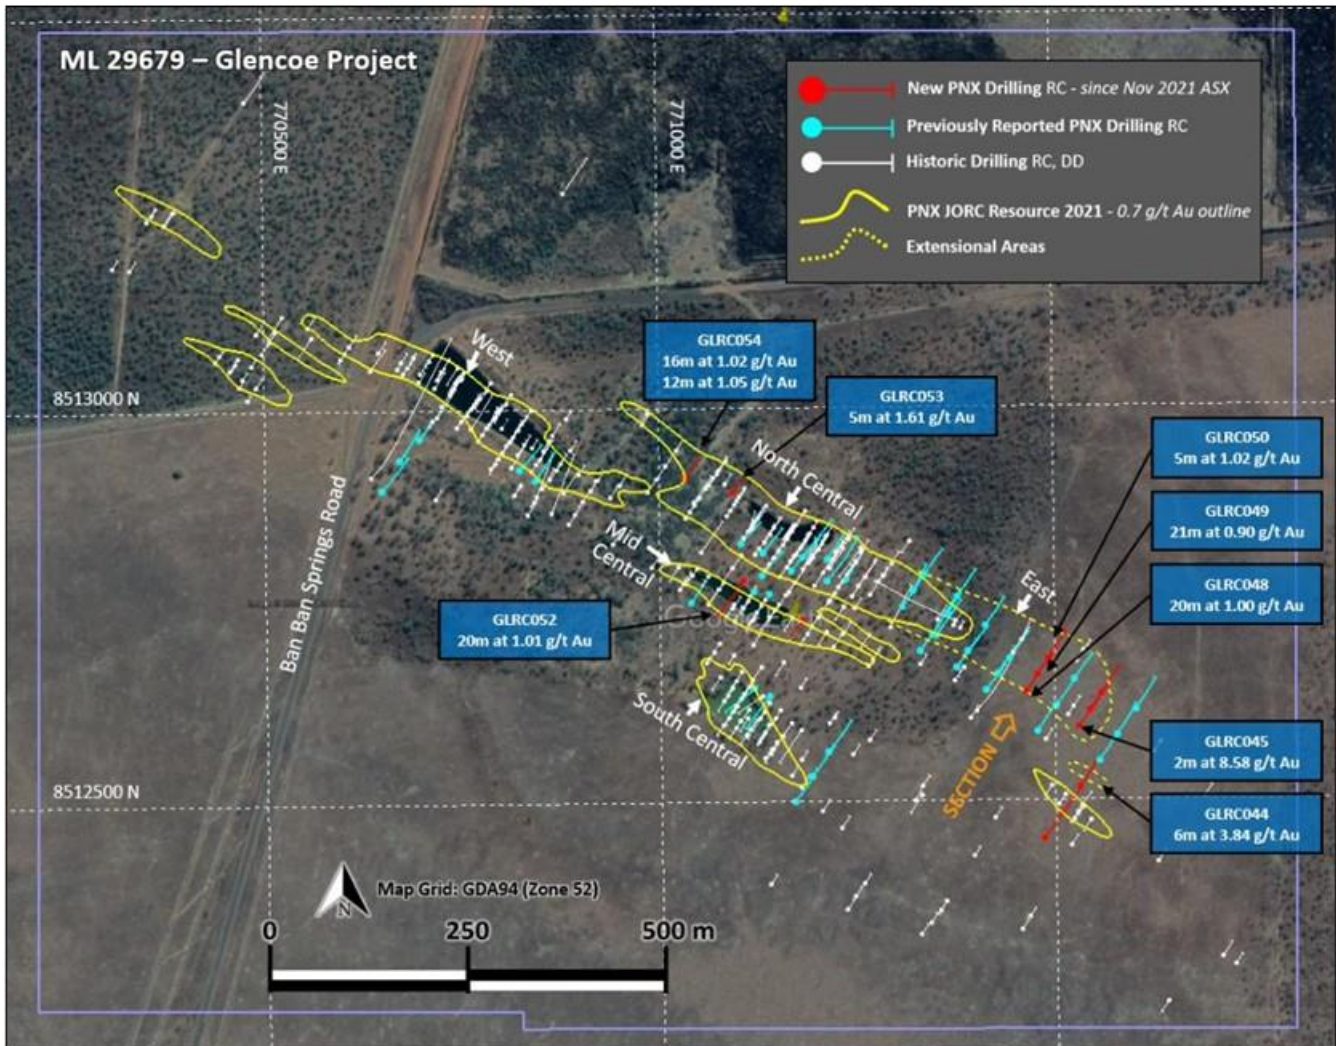 ML 29679 – Glencoe Project
New PNX Drilling RC - since Nov 2021 ASX
Previously Reported PNX Drilling RC
Historic Drilling RC, DD
PNX JORC Resource 2021 - 0.7 g/t Au outline
Extensional Areas
770500 E
771000 E
West
GLRC054
16m at 1.02 g/t Au
12m at 1.05 g/t Au
GLRC053
5m at 1.61 g/t Au
8513000 N
North
Central
GLRC050
5m at 1.02 g/t Au
GLRC049
21m at 0.90 g/t Au
GLRC048
20m at 1.00 g/t Au
Mid
Central
East
Ban Ban Springs Road
GLRC052
20m at 1.01 g/t Au
South Central
SECTION
GLRC045
2m at 8.58 g/t Au
8512500 N
GLRC044
6m at 3.84 g/t Au
N
Map Grid: GDA94 (Zone 52)
0 250 500 m